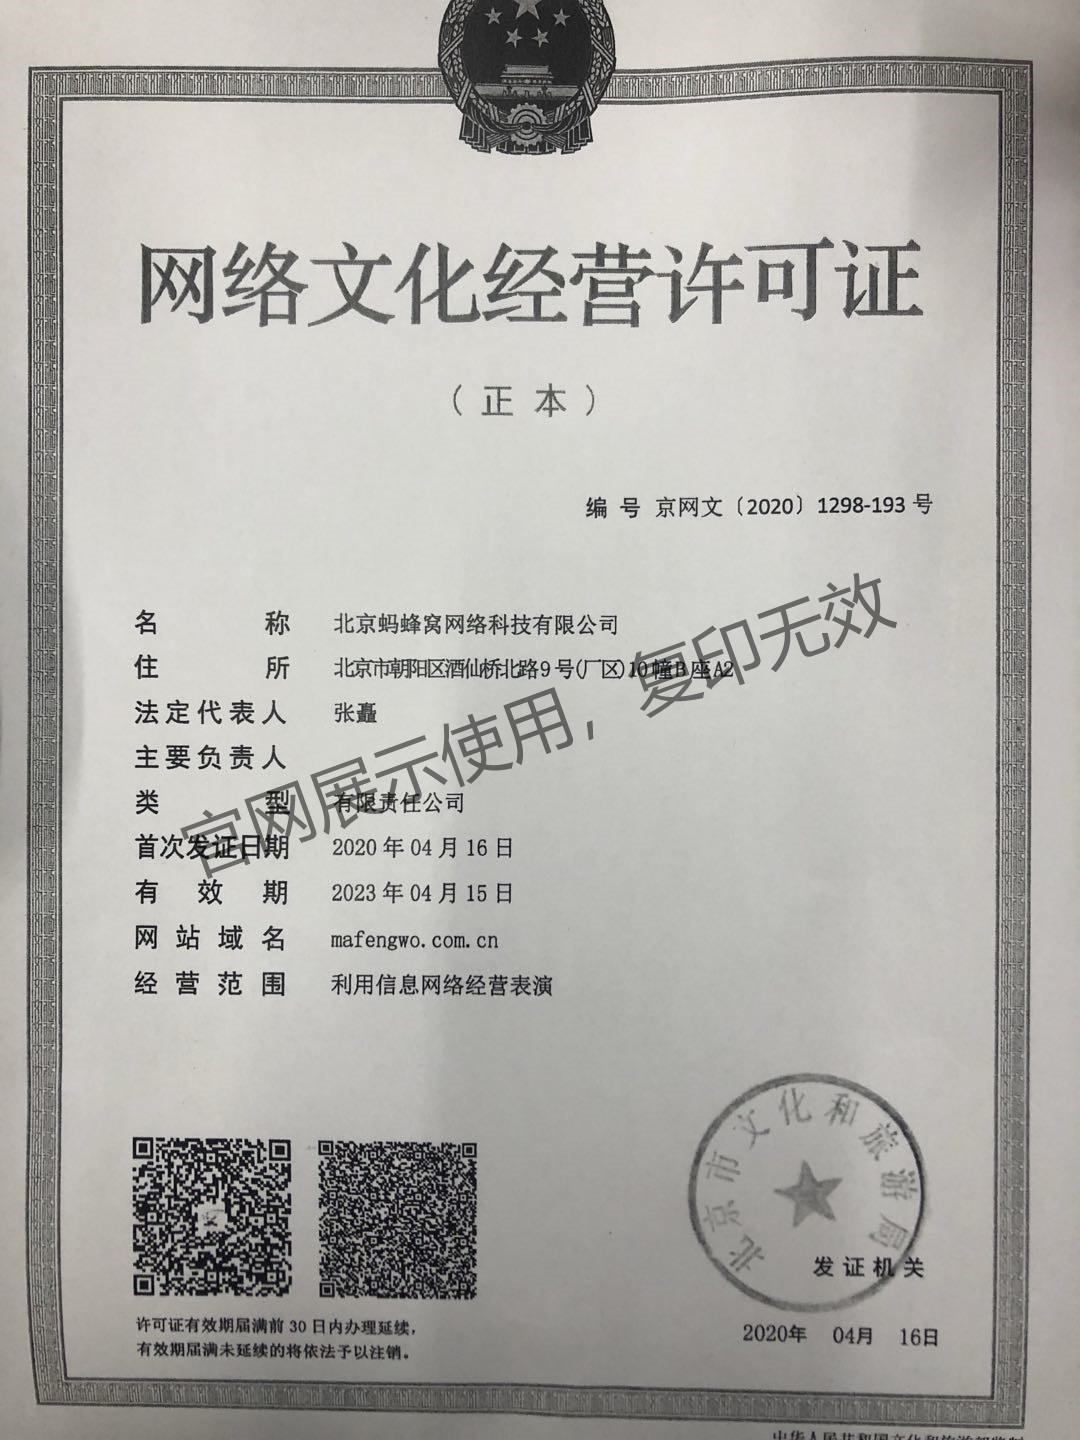 网络文化经营许可证
（正本）
编 号 京网文〔2020〕1298-193 号
名 称 北京蚂蜂窝网络科技有限公司
住 所 北京市朝阳区酒仙桥北路9号(厂区)10幢B座A2
法定代表人 张矗
主要负责人
类 型 有限责任公司
首次发证日期 2020年04月16日
有 效 期 2023年04月15日
网站域名 mafengwo.com.cn
经营范围 利用信息网络经营表演
官网展示使用，复印无效
北京市文化和旅游局
发证机关
许可证有效期届满前30日内办理延续，
有效期届满未延续的将依法予以注销。
2020年 04月 16日